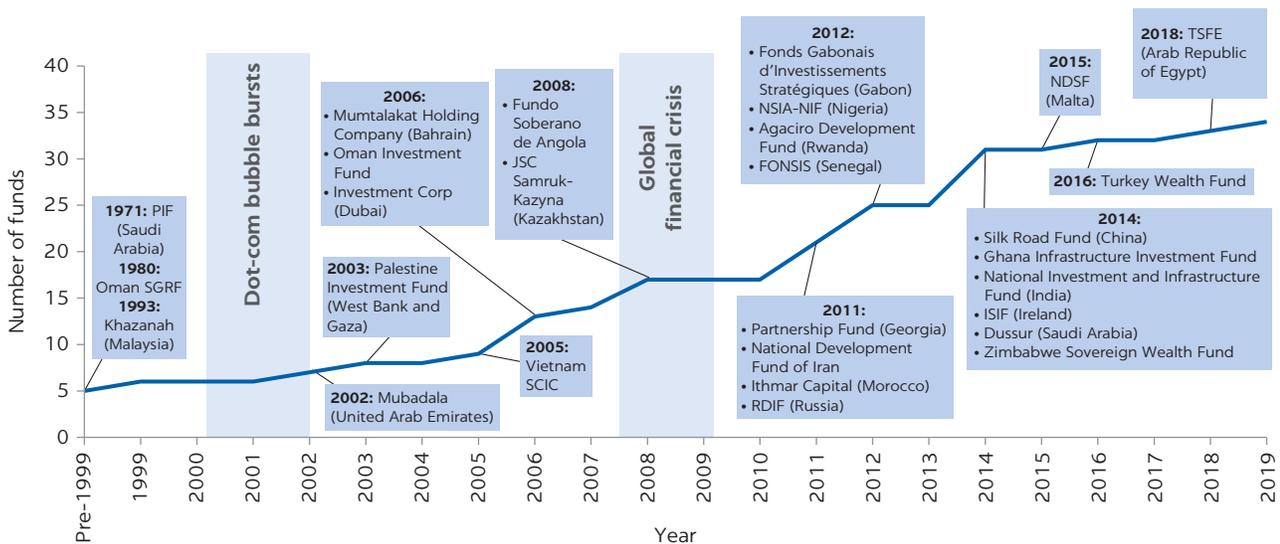 Number of funds
40
35
30
25
20
15
10
5
0
1971: PIF
(Saudi
Arabia)
1980:
Oman SGRF
1993:
Khazanah
(Malaysia)
Dot-com bubble bursts
2006:
• Mumtalakat Holding
Company (Bahrain)
• Oman Investment
Fund
• Investment Corp
(Dubai)
2003: Palestine
Investment Fund
(West Bank and
Gaza)
2002: Mubadala
(United Arab Emirates)
2005:
Vietnam
SCIC
2008:
• Fundo
Soberano
de Angola
• JSC
Samruk-
Kazyna
(Kazakhstan)
Global
financial crisis
2012:
• Fonds Gabonais
d’Investissements
Stratégiques (Gabon)
• NSIA-NIF (Nigeria)
• Agaciro Development
Fund (Rwanda)
• FONSIS (Senegal)
2011:
• Partnership Fund (Georgia)
• National Development
Fund of Iran
• Ithmar Capital (Morocco)
• RDIF (Russia)
2015:
NDSF
(Malta)
2018: TSFE
(Arab Republic
of Egypt)
2016: Turkey Wealth Fund
2014:
• Silk Road Fund (China)
• Ghana Infrastructure Investment Fund
• National Investment and Infrastructure
Fund (India)
• ISIF (Ireland)
• Dussur (Saudi Arabia)
• Zimbabwe Sovereign Wealth Fund
Pre-1999
1999
2000
2001
2002
2003
2004
2005
2006
2007
2008
2009
2010
2011
2012
2013
2014
2015
2016
2017
2018
2019
Year